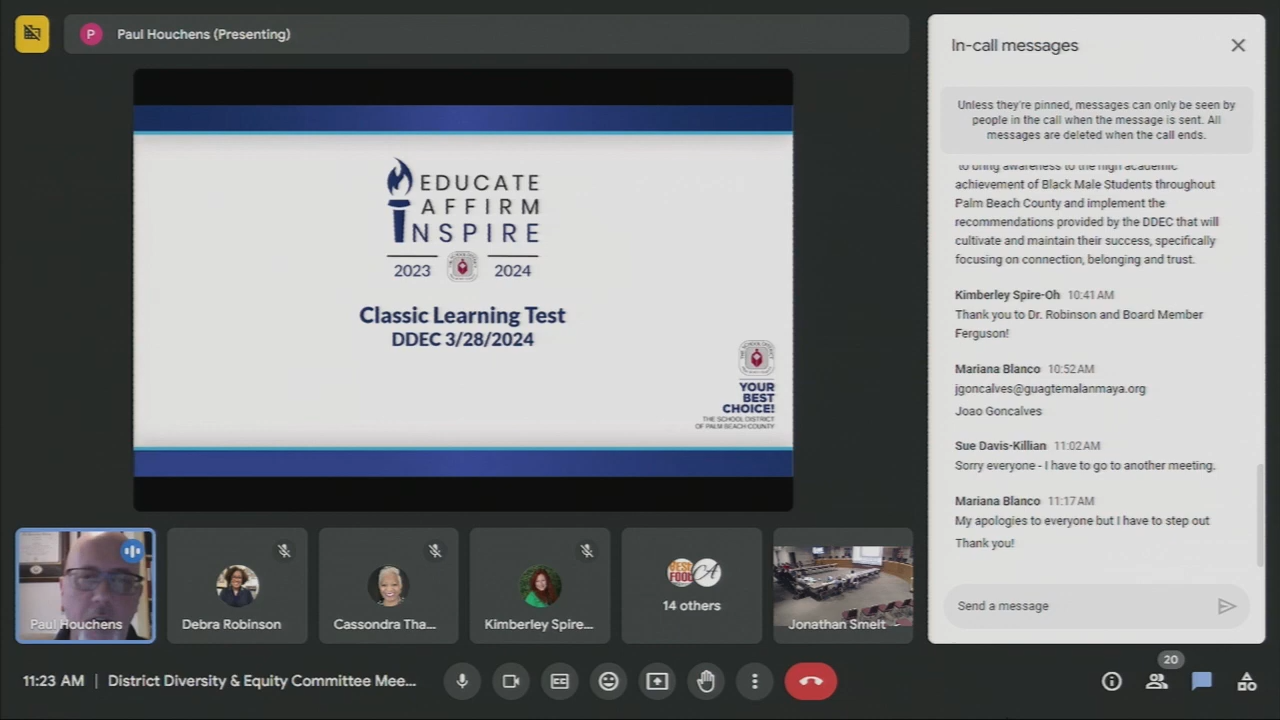 P Paul Houchens (Presenting)
EDUCATE
AFFIRM
INSPIRE
2023 2024
Classic Learning Test
DDEC 3/28/2024
YOUR
BEST
CHOICE!
THE SCHOOL DISTRICT
OF PALM BEACH COUNTY
In-call messages
Unless they're pinned, messages can only be seen by
people in the call when the message is sent. All
messages are deleted when the call ends.
to bring awareness to the high academic
achievement of Black Male Students throughout
Palm Beach County and implement the
recommendations provided by the DDEC that will
cultivate and maintain their success, specifically
focusing on connection, belonging and trust.
Kimberley Spire-Oh 10:41 AM
Thank you to Dr. Robinson and Board Member
Ferguson!
Mariana Blanco 10:52 AM
jgoncalves@guagtemalanmaya.org
Joao Goncalves
Sue Davis-Killian 11:02 AM
Sorry everyone - I have to go to another meeting.
Mariana Blanco 11:17 AM
My apologies to everyone but I have to step out
Thank you!
Send a message
Paul Houchens
Debra Robinson
Cassondra Tha...
Kimberley Spire...
14 others
Jonathan Smelt
11:23 AM | District Diversity & Equity Committee Mee...
20